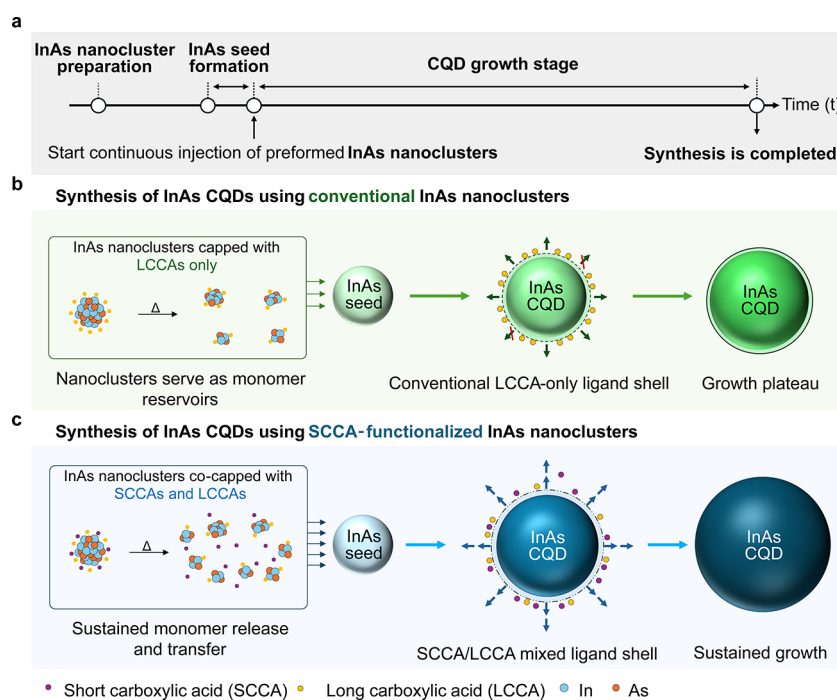 a
InAs nanocluster
preparation
InAs seed
formation
CQD growth stage
Time (t)
Start continuous injection of preformed InAs nanoclusters
Synthesis is completed
b
Synthesis of InAs CQDs using conventional InAs nanoclusters
InAs nanoclusters capped with
LCCAs only
Δ
Nanoclusters serve as monomer
reservoirs
InAs
seed
InAs
CQD
Conventional LCCA-only ligand shell
InAs
CQD
Growth plateau
c
Synthesis of InAs CQDs using SCCA-functionalized InAs nanoclusters
InAs nanoclusters co-capped with
SCCAs and LCCAs
Δ
Sustained monomer release
and transfer
InAs
seed
InAs
CQD
SCCA/LCCA mixed ligand shell
InAs
CQD
Sustained growth
Short carboxylic acid (SCCA) Long carboxylic acid (LCCA) In As